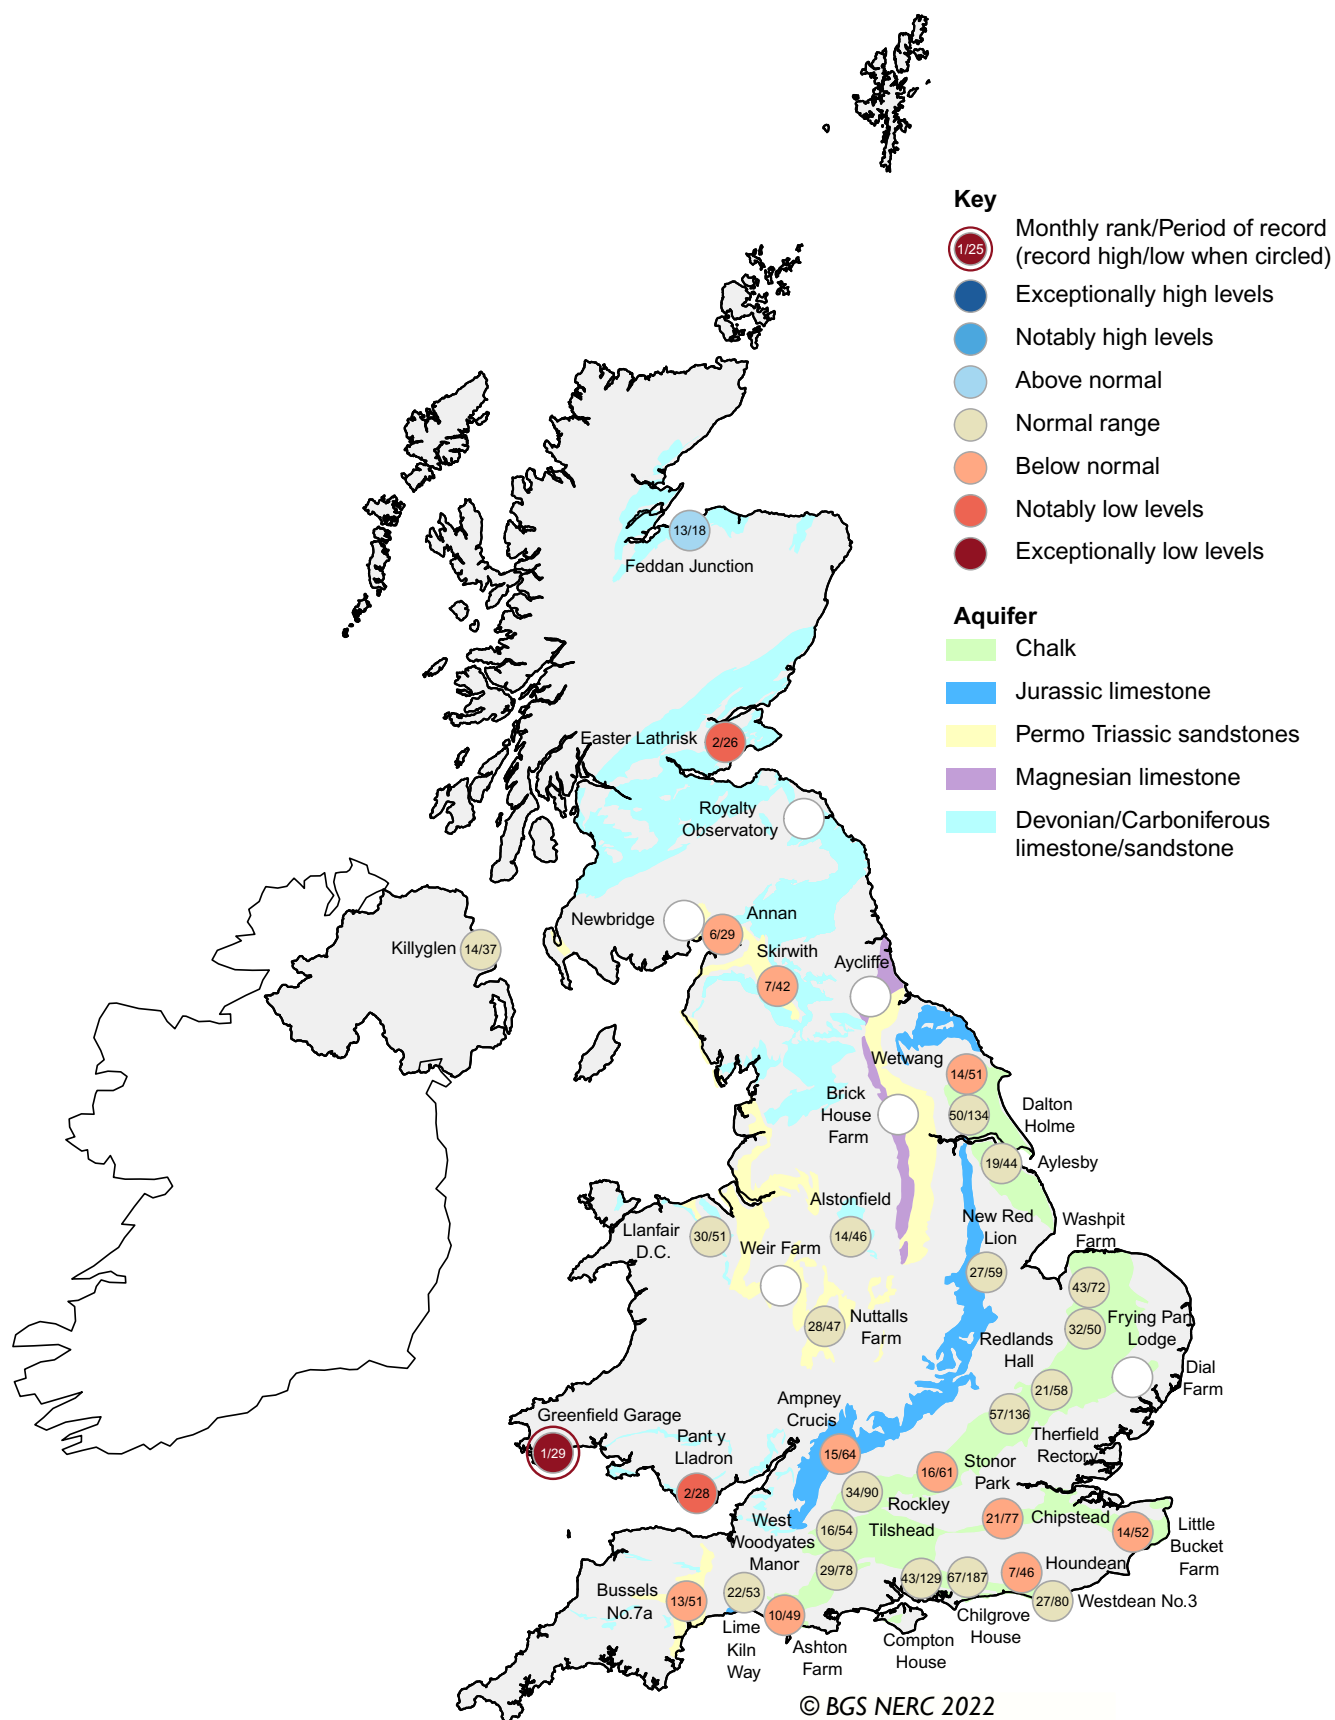 Key
1/25
Monthly rank/Period of record
(record high/low when circled)
Exceptionally high levels
Notably high levels
Above normal
Normal range
Below normal
Notably low levels
Exceptionally low levels
Aquifer
Chalk
Jurassic limestone
Permo Triassic sandstones
Magnesian limestone
Devonian/Carboniferous
limestone/sandstone
13/18
Feddan Junction
Easter Lathrisk
2/26
Royalty
Observatory
Newbridge
Annan
6/29
Killyglen
14/37
Skirwith
7/42
Aycliffe
Wetwang
14/51
Brick
House
Farm
50/134
Dalton
Holme
19/44
Aylesby
Alstonfield
14/46
Llanfair
D.C.
30/51
Weir Farm
New Red
Lion
27/59
Washpit
Farm
43/72
Nuttalls
Farm
28/47
Frying Pan
Lodge
32/50
Redlands
Hall
21/58
Dial
Farm
Ampney
Crucis
15/64
57/136
Therfield
Rectory
Greenfield Garage
1/29
Pant y
Lladron
2/28
Stonor
Park
16/61
34/90
Rockley
West
Woodyates
Manor
16/54
Tilshead
21/77
Chipstead
14/52
Little
Bucket
Farm
29/78
43/129
67/187
7/46
Houndean
Bussels
No.7a
13/51
22/53
Lime
Kiln
Way
10/49
Ashton
Farm
Compton
House
Chilgrove
House
27/80
Westdean No.3
© BGS NERC 2022